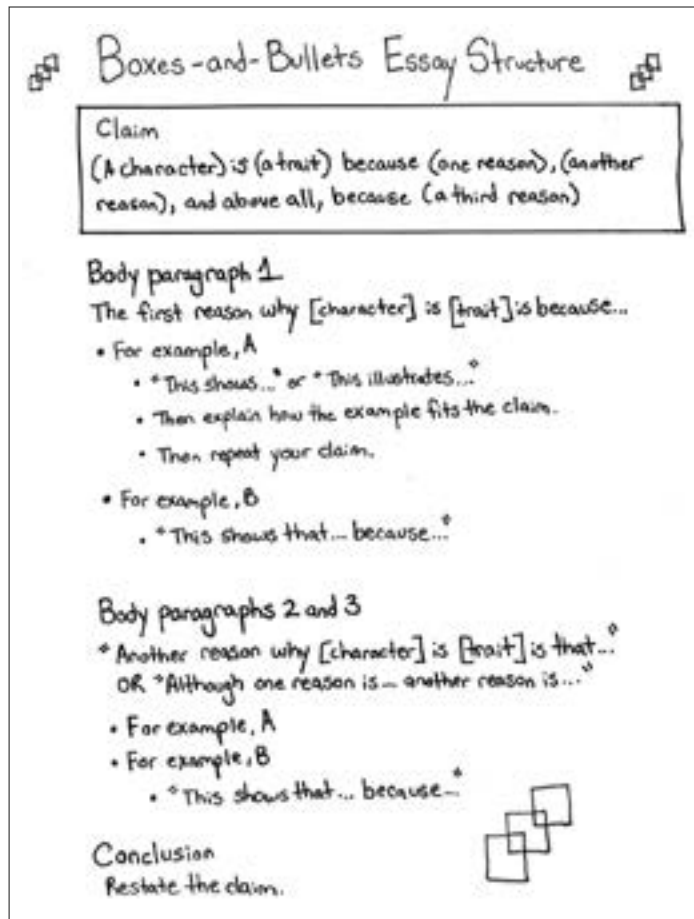 Boxes-and-Bullets Essay Structure
Claim
(A character) is (a trait) because (one reason), (another
reason), and above all, because (a third reason)
Body paragraph 1
The first reason why [character] is [trait] is because...
• For example, A
• "This shows..." or "This illustrates..."
• Then explain how the example fits the claim.
• Then repeat your claim.
• For example, B
• "This shows that... because..."
Body paragraphs 2 and 3
"Another reason why [character] is [trait] is that..."
OR "Although one reason is... another reason is..."
• For example, A
• For example, B
• "This shows that... because..."
Conclusion
Restate the claim.